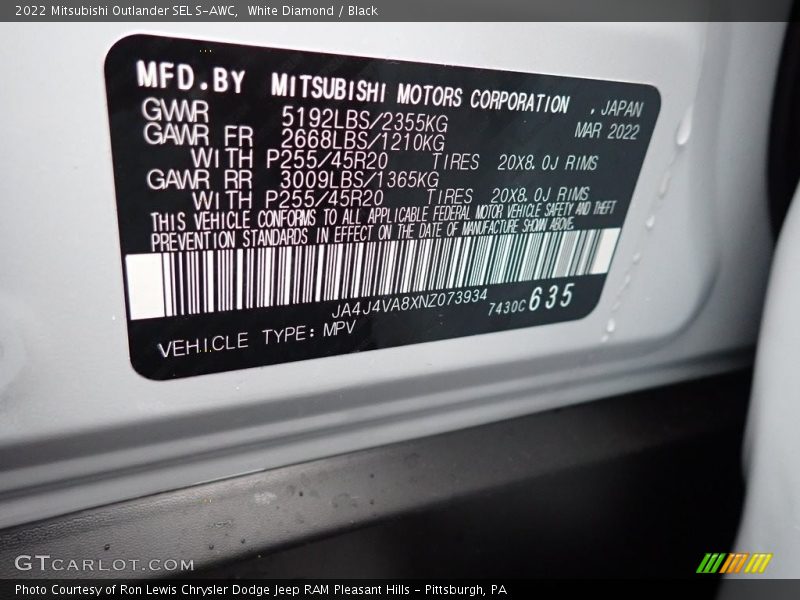 2022 Mitsubishi Outlander SEL S-AWC, White Diamond / Black
MFD.BY MITSUBISHI MOTORS CORPORATION , JAPAN
GWWR 5192LBS/2355KG MAR 2022
GAWR FR 2668LBS/1210KG
WITH P255/45R20 TIRES 20X8.0J RIMS
GAWR RR 3009LBS/1365KG
WITH P255/45R20 TIRES 20X8.0J RIMS
THIS VEHICLE CONFORMS TO ALL APPLICABLE FEDERAL MOTOR VEHICLE SAFETY AND THEFT
PREVENTION STANDARDS IN EFFECT ON THE DATE OF MANUFACTURE SHOWN ABOVE.
JA4J4VA8XNZ073934 7430C 635
VEHICLE TYPE: MPV
GTCARLOT.COM
Photo Courtesy of Ron Lewis Chrysler Dodge Jeep RAM Pleasant Hills - Pittsburgh, PA